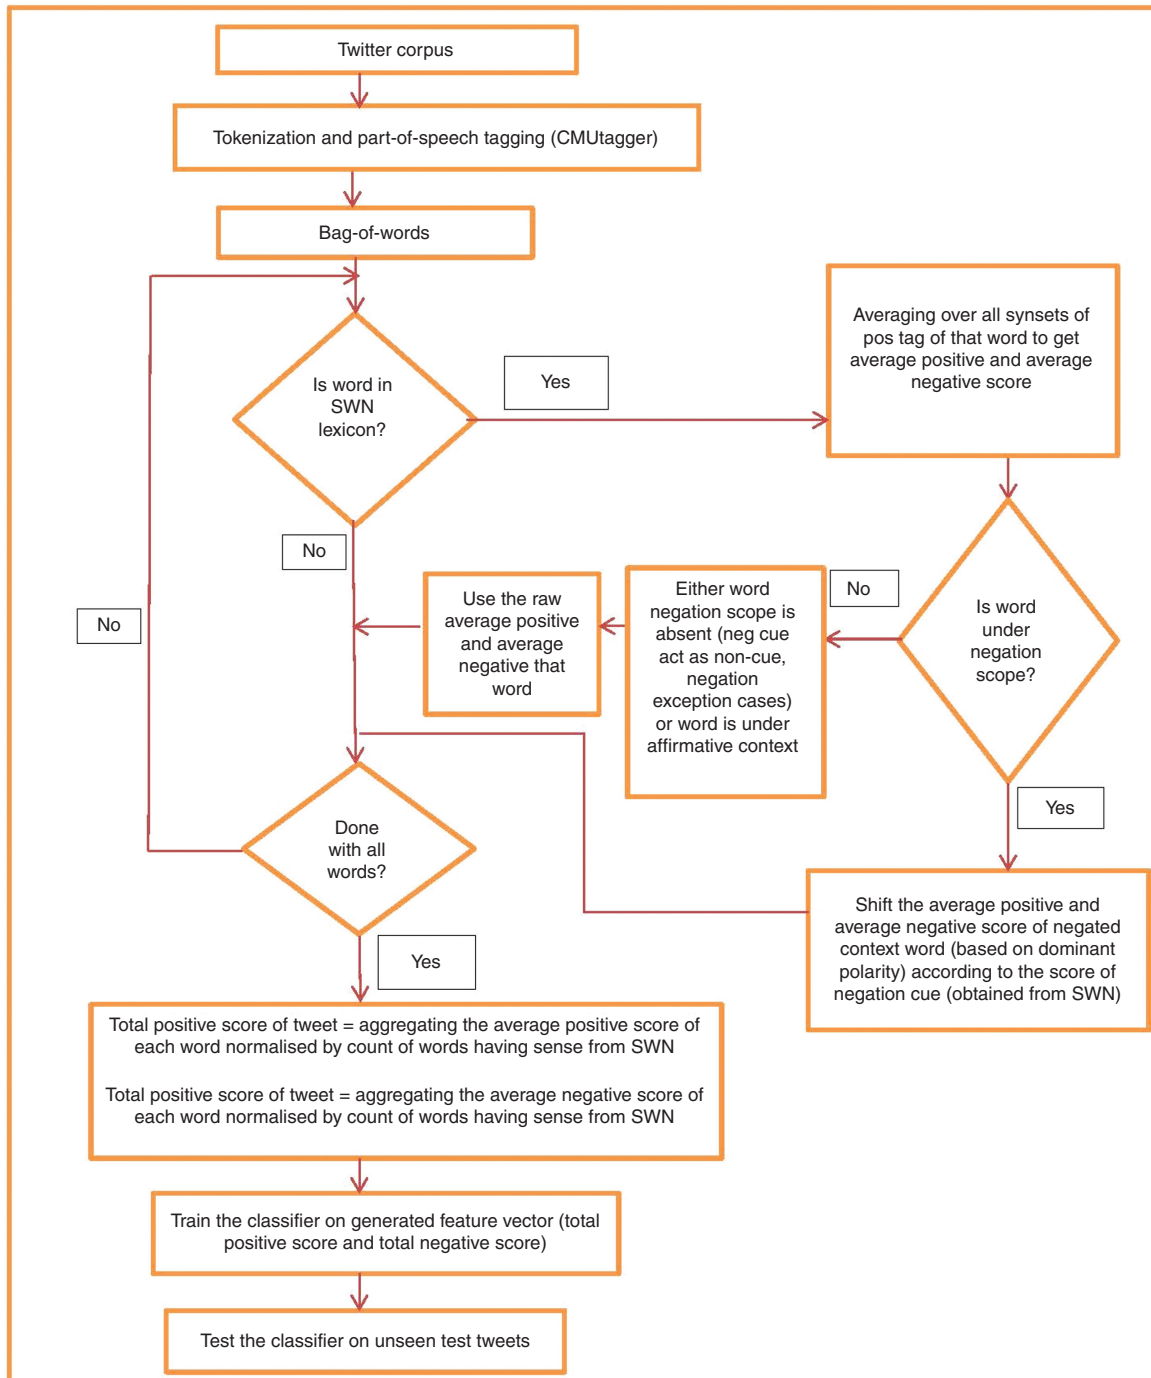 Twitter corpus
Tokenization and part-of-speech tagging (CMUtagger)
Bag-of-words
Is word in
SWN
lexicon?
Yes
Averaging over all synsets of
pos tag of that word to get
average positive and average
negative score
No
No
Use the raw
average positive
and average
negative that
word
Either word
negation scope is
absent (neg cue
act as non-cue,
negation
exception cases)
or word is under
affirmative context
No
Is word
under
negation
scope?
Yes
Done
with all
words?
Yes
Shift the average positive and
average negative score of negated
context word (based on dominant
polarity) according to the score of
negation cue (obtained from SWN)
Total positive score of tweet = aggregating the average positive score of
each word normalised by count of words having sense from SWN
Total positive score of tweet = aggregating the average negative score of
each word normalised by count of words having sense from SWN
Train the classifier on generated feature vector (total
positive score and total negative score)
Test the classifier on unseen test tweets